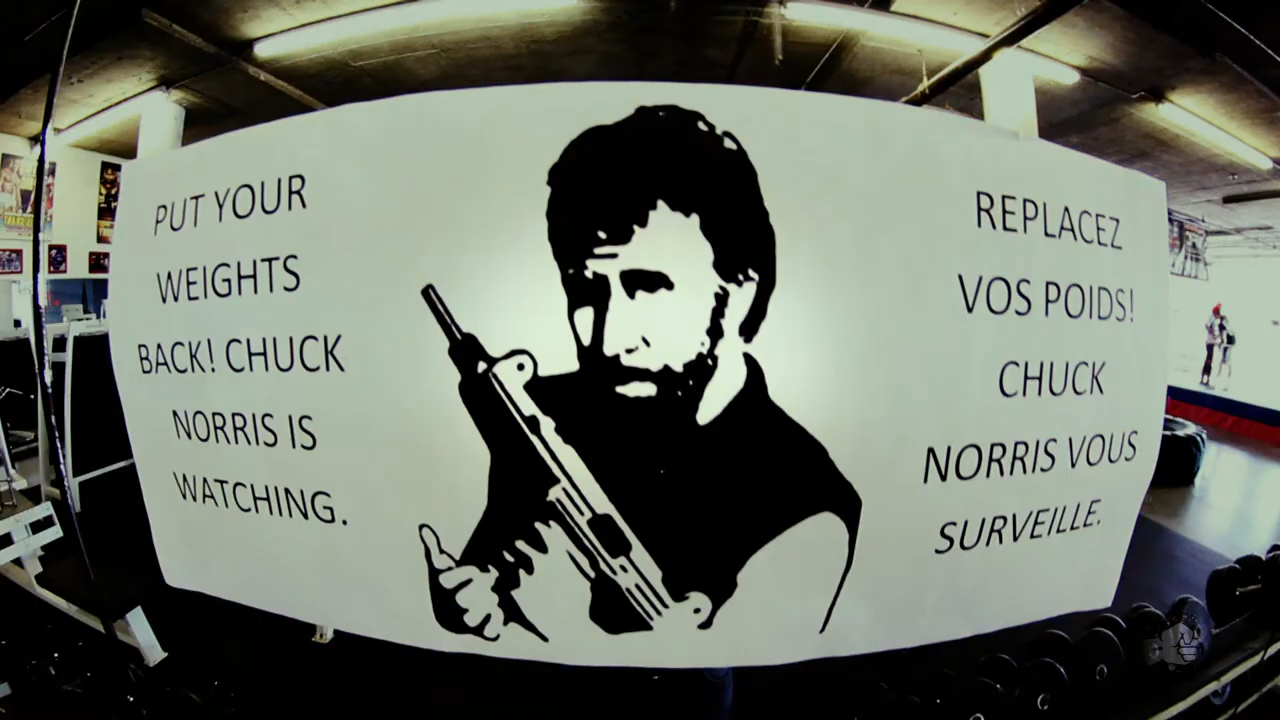 PUT YOUR
WEIGHTS
BACK! CHUCK
NORRIS IS
WATCHING.
REPLACEZ
VOS POIDS!
CHUCK
NORRIS VOUS
SURVEILLE.